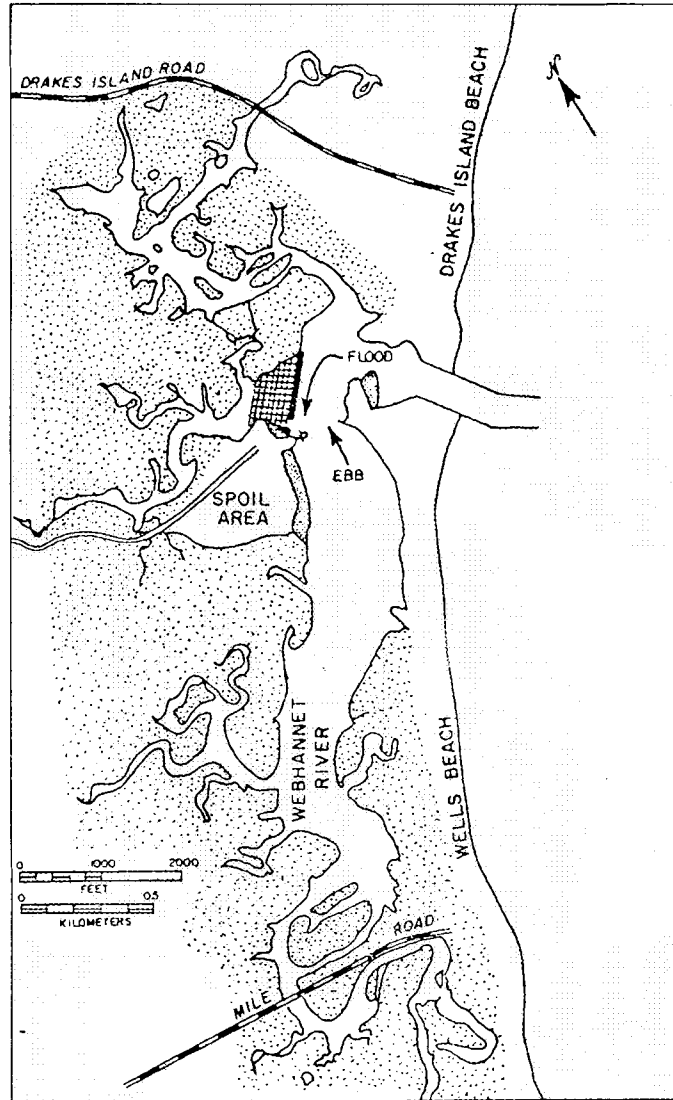 DRAKES ISLAND ROAD
N
DRAKES ISLAND BEACH
FLOOD
EBB
SPOIL
AREA
WEBHANNET
RIVER
WELLS BEACH
0 1000 2000
FEET
0 0.5
KILOMETERS
MILE ROAD